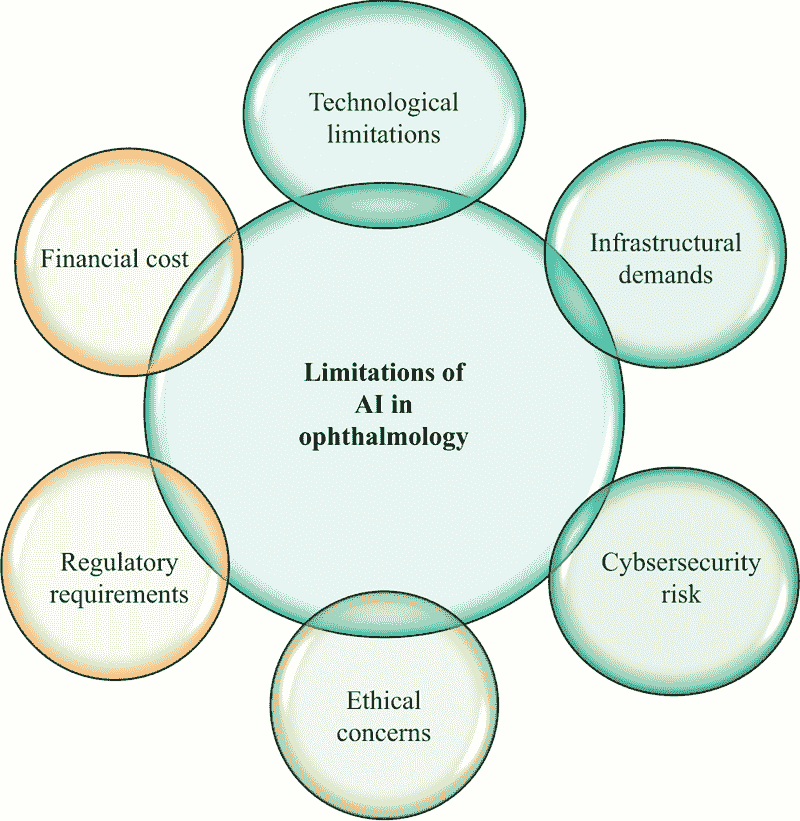 Technological
limitations
Financial cost
Infrastructural
demands
Limitations of
AI in
ophthalmology
Regulatory
requirements
Cybsersecurity
risk
Ethical
concerns